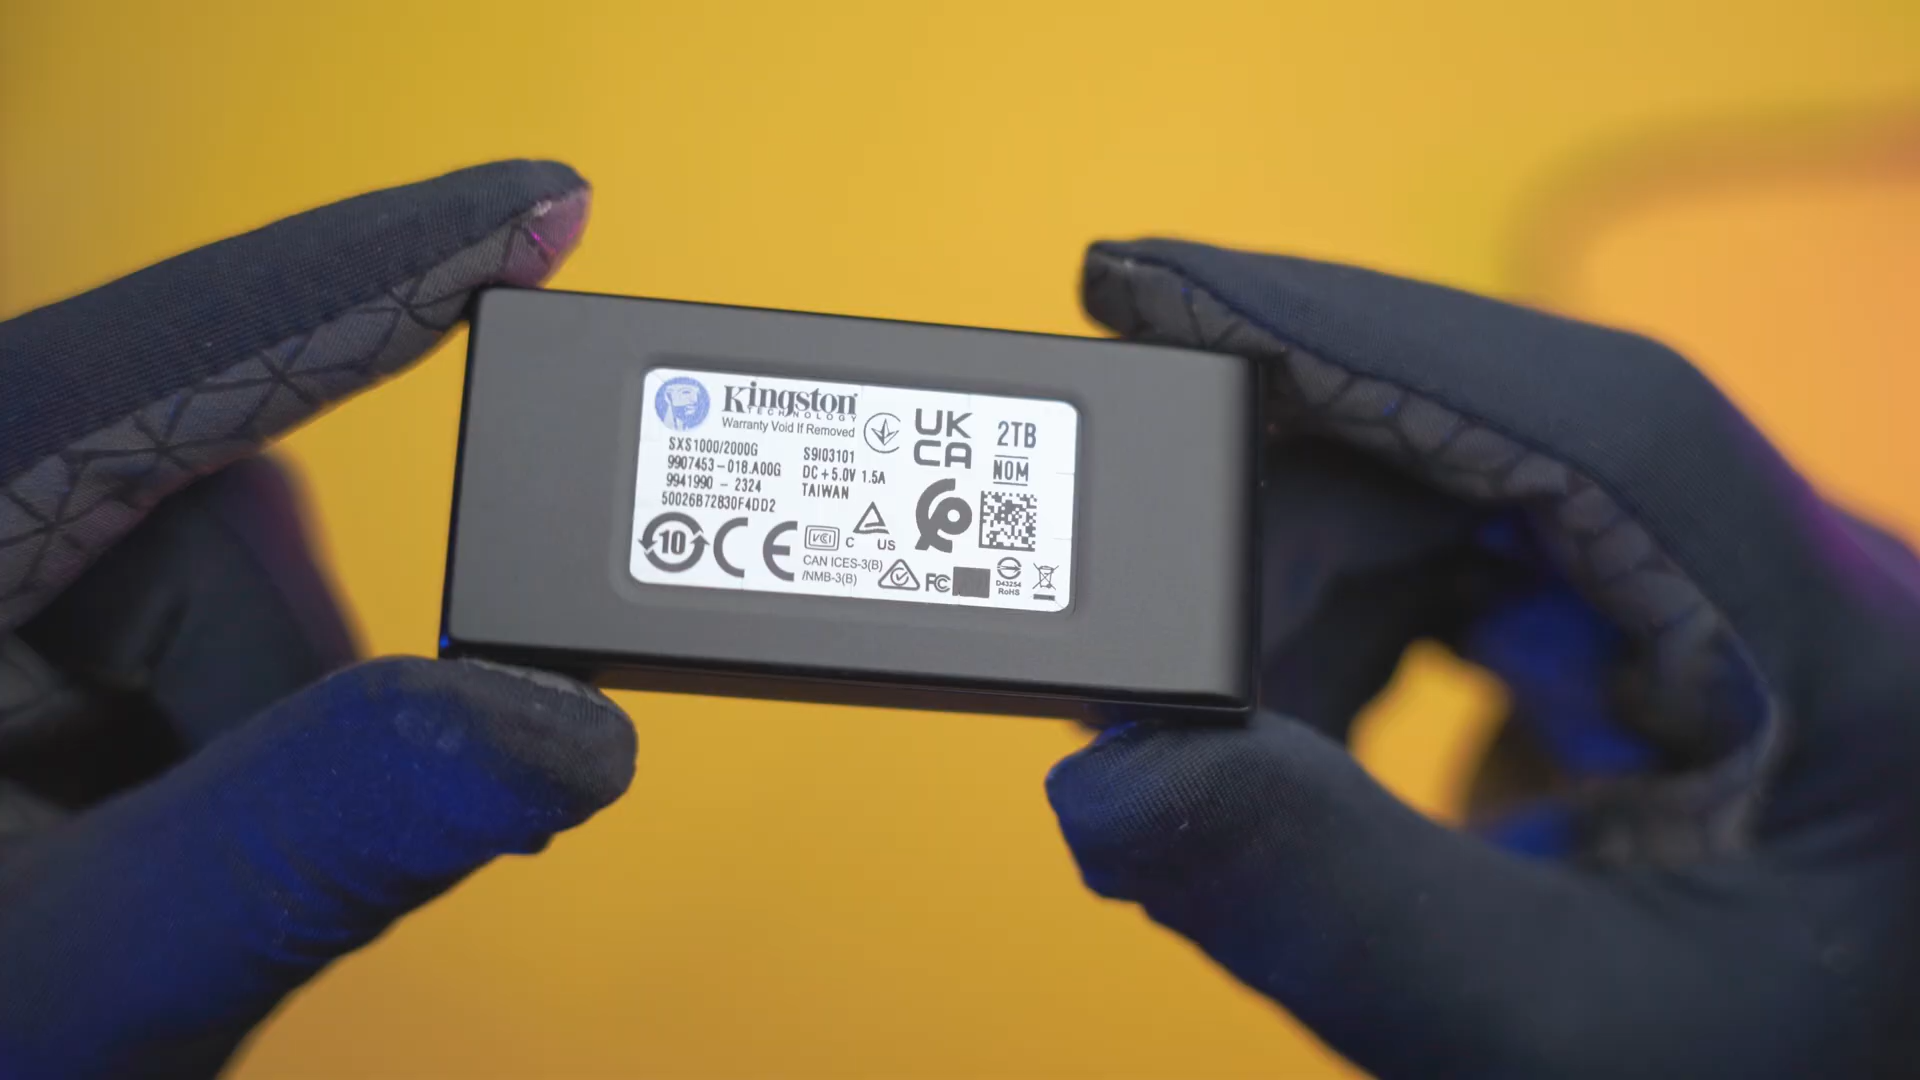 Kingston
TECHNOLOGY
Warranty Void If Removed
SXS1000/2000G
9907453-018.A00G
9941990 - 2324
50026B72830F4DD2
S9I03101
DC+5.0V 1.5A
TAIWAN
UK
CA
2TB
NOM
10
CE
VCI
C US
CAN ICES-3(B)
/NMB-3(B)
FC
D43254
RoHS